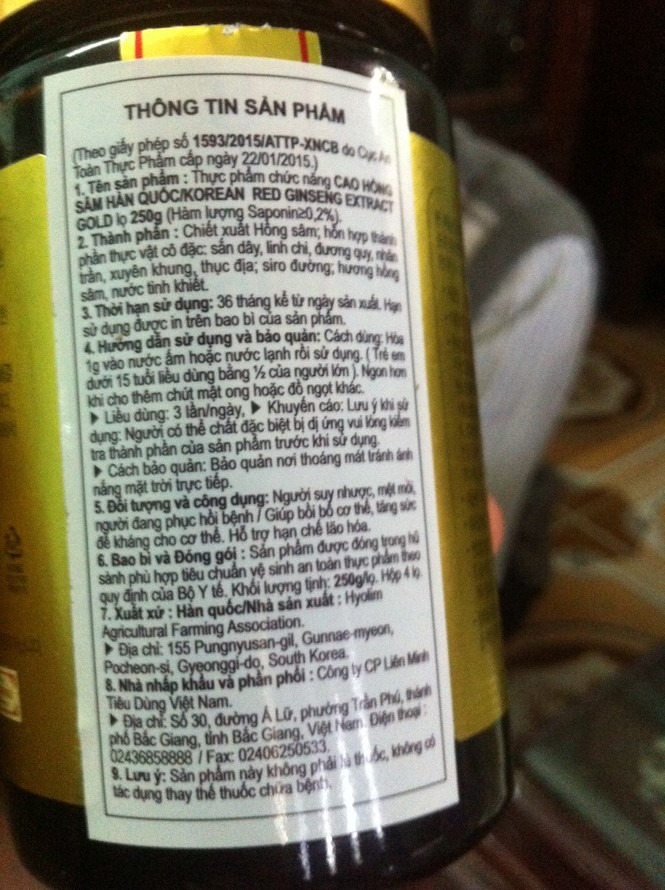 THÔNG TIN SẢN PHẨM
(Theo giấy phép số 1593/2015/ATTP-XNCB do Cục An
Toàn Thực Phẩm cấp ngày 22/01/2015.)
1. Tên sản phẩm : Thực phẩm chức năng CAO HỒNG
SÂM HÀN QUỐC/KOREAN RED GINSENG EXTRACT
GOLD lọ 250g (Hàm lượng Saponin≥0,2%).
2. Thành phần : Chiết xuất Hồng sâm; hỗn hợp thành
phần thực vật cô đặc: sắn dây, linh chi, đương quy, nhân
trần, xuyên khung, thục địa; siro đường; hương hồng
sâm, nước tinh khiết.
3. Thời hạn sử dụng: 36 tháng kể từ ngày sản xuất. Hạn
sử dụng được in trên bao bì của sản phẩm.
4. Hướng dẫn sử dụng và bảo quản: Cách dùng: Hòa
1g vào nước ấm hoặc nước lạnh rồi sử dụng. ( Trẻ em
dưới 15 tuổi liều dùng bằng ½ của người lớn ). Ngon hơn
khi cho thêm chút mật ong hoặc đồ ngọt khác.
▶ Liều dùng: 3 lần/ngày, ▶ Khuyến cáo: Lưu ý khi sử
dụng: Người có thể chất đặc biệt bị dị ứng vui lòng kiểm
tra thành phần của sản phẩm trước khi sử dụng.
▶ Cách bảo quản: Bảo quản nơi thoáng mát tránh ánh
nắng mặt trời trực tiếp.
5. Đối tượng và công dụng: Người suy nhược, mệt mỏi,
người đang phục hồi bệnh / Giúp bồi bổ cơ thể, tăng sức
đề kháng cho cơ thể. Hỗ trợ hạn chế lão hóa.
6. Bao bì và Đóng gói : Sản phẩm được đóng trong hũ
sành phù hợp tiêu chuẩn vệ sinh an toàn thực phẩm theo
quy định của Bộ Y tế. Khối lượng tịnh: 250g/lọ. Hộp 4 lọ.
7. Xuất xứ : Hàn quốc/Nhà sản xuất : Hyolim
Agricultural Farming Association.
▶ Địa chỉ: 155 Pungnyusan-gil, Gunnae-myeon,
Pocheon-si, Gyeonggi-do, South Korea.
8. Nhà nhập khẩu và phân phối : Công ty CP Liên Minh
Tiêu Dùng Việt Nam.
▶ Địa chỉ: Số 30, đường Á Lữ, phường Trần Phú, thành
phố Bắc Giang, tỉnh Bắc Giang, Việt Nam. Điện thoại :
02436858888 / Fax: 02406250533.
9. Lưu ý: Sản phẩm này không phải là thuốc, không có
tác dụng thay thế thuốc chữa bệnh.